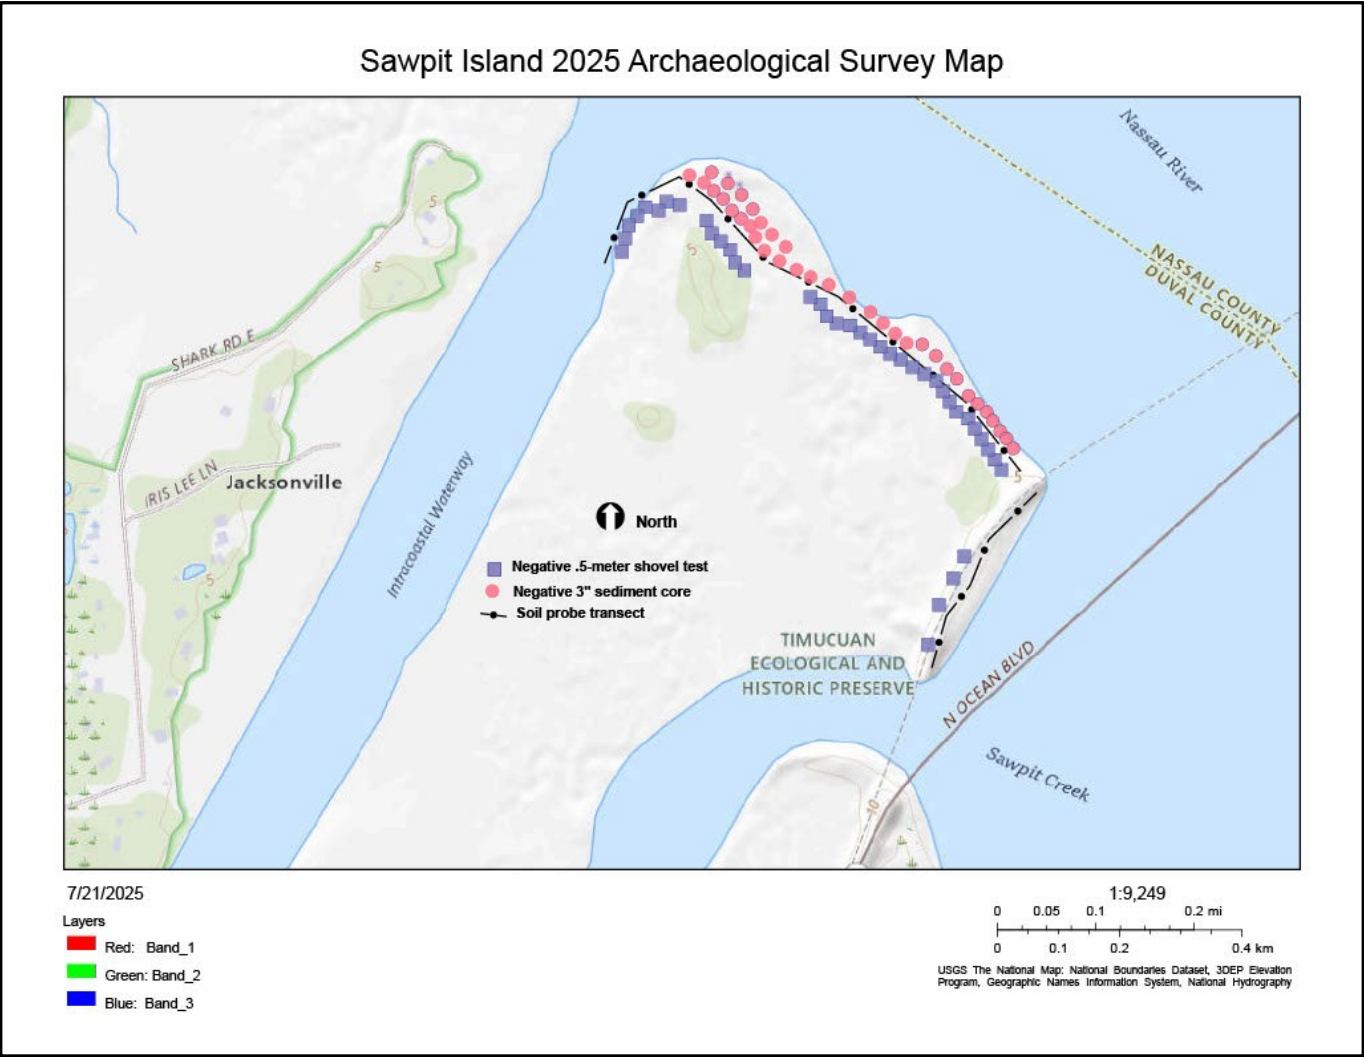 Sawpit Island 2025 Archaeological Survey Map
Nassau River
NASSAU COUNTY
DUVAL COUNTY
5
5
5
SHARK RD E
IRIS LEE LN
Jacksonville
5
Intracoastal Waterway
5
North
Negative .5-meter shovel test
Negative 3" sediment core
Soil probe transect
TIMUCUAN
ECOLOGICAL AND
HISTORIC PRESERVE
N OCEAN BLVD
Sawpit Creek
10
7/21/2025
Layers
Red: Band_1
Green: Band_2
Blue: Band_3
1:9,249
0 0.05 0.1 0.2 mi
0 0.1 0.2 0.4 km
USGS The National Map: National Boundaries Dataset, 3DEP Elevation
Program, Geographic Names Information System, National Hydrography